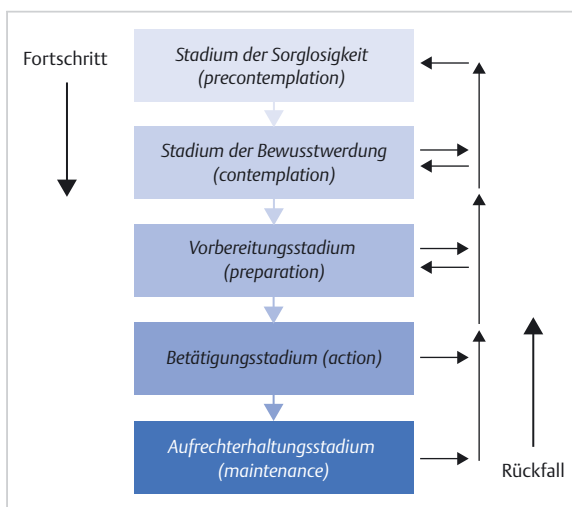 Fortschritt
Stadium der Sorglosigkeit
(precontemplation)
Stadium der Bewusstwerdung
(contemplation)
Vorbereitungsstadium
(preparation)
Betätigungsstadium (action)
Aufrechterhaltungsstadium
(maintenance)
Rückfall